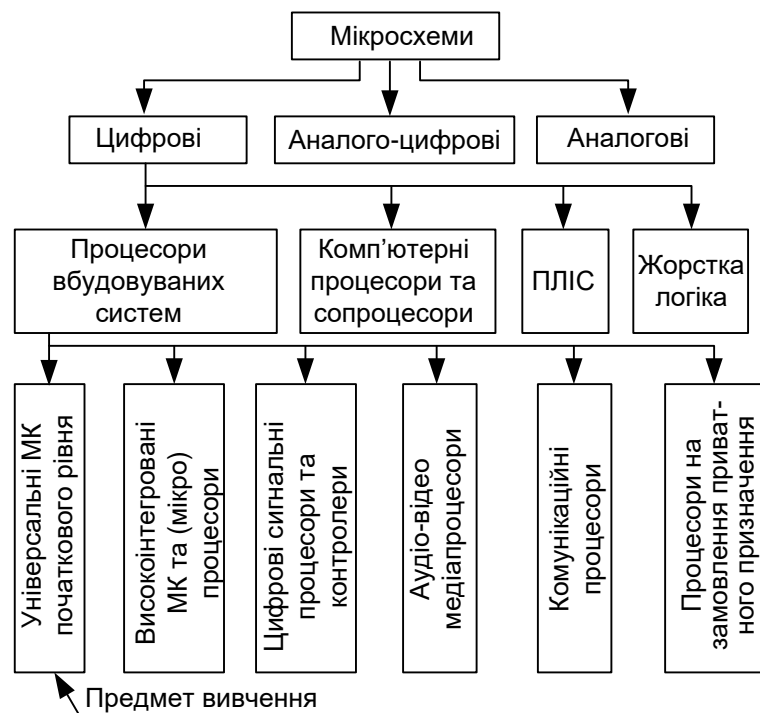 Мікросхеми
Цифрові
Аналого-цифрові
Аналогові
Процесори
вбудовуваних
систем
Комп’ютерні
процесори та
сопроцесори
ПЛІС
Жорстка
логіка
Універсальні МК
початкового рівня
Високоінтегровані
МК та (мікро)
процесори
Цифрові сигнальні
процесори та
контролери
Аудіо-відео
медіапроцесори
Комунікаційні
процесори
Процесори на
замовлення приват-
ного призначення
Предмет вивчення